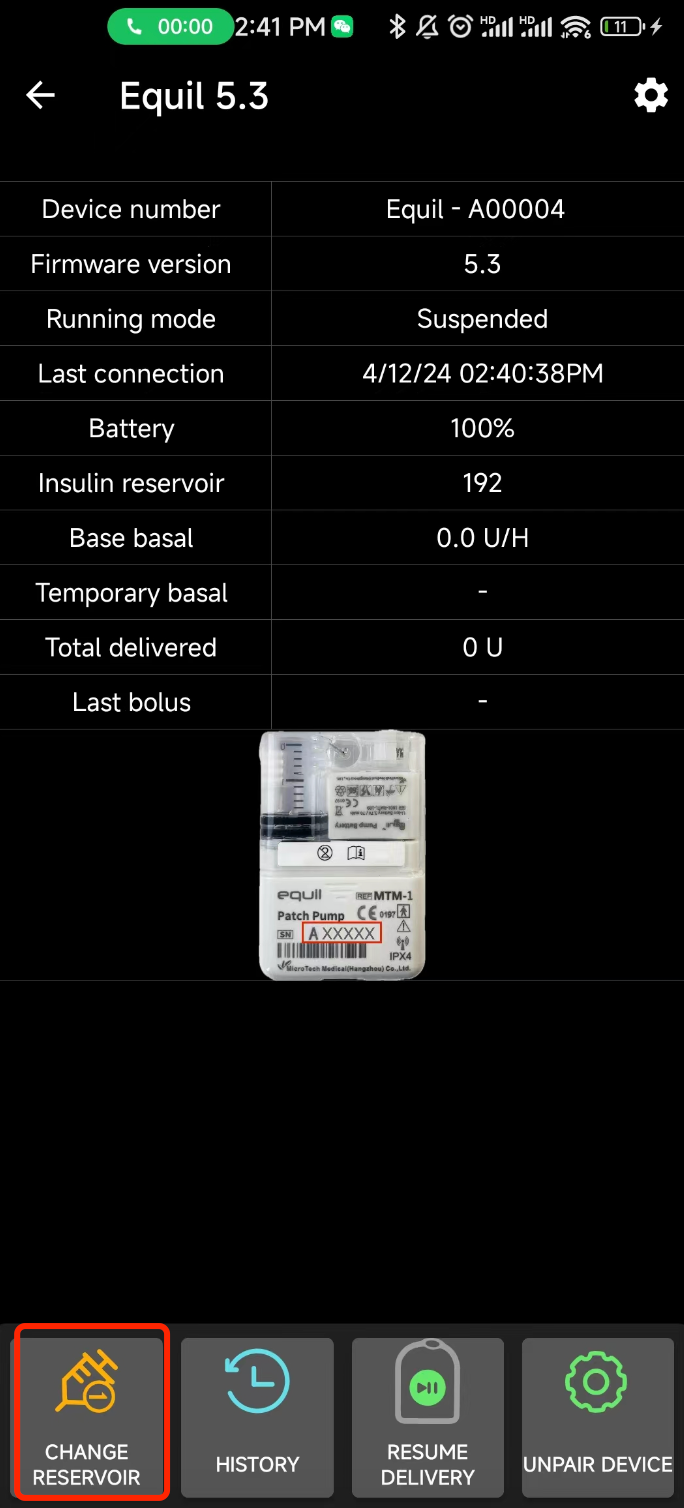 00:00 2:41 PM HD HD 6 11
Equil 5.3
Device number Equil - A00004
Firmware version 5.3
Running mode Suspended
Last connection 4/12/24 02:40:38PM
Battery 100%
Insulin reservoir 192
Base basal 0.0 U/H
Temporary basal -
Total delivered 0 U
Last bolus -
equil REF MTM-1
Patch Pump CE 0197
SN A XXXXX
IPX4
MicroTech Medical(Hangzhou) Co.,Ltd.
CHANGE
RESERVOIR
HISTORY
RESUME
DELIVERY
UNPAIR DEVICE